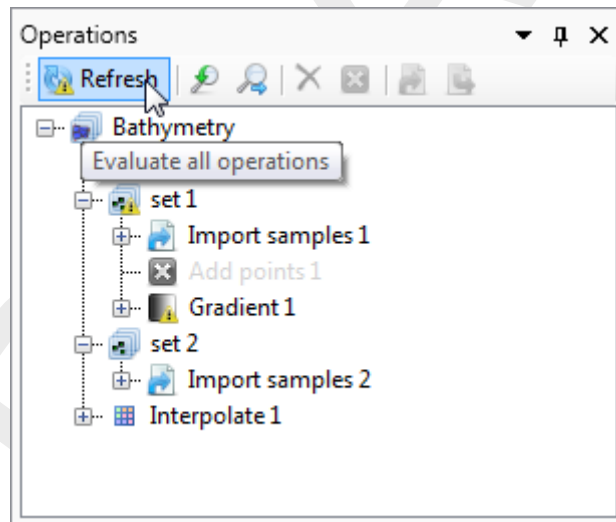 Operations
Refresh
Bathymetry
Evaluate all operations
set 1
Import samples 1
Add points 1
Gradient 1
set 2
Import samples 2
Interpolate 1